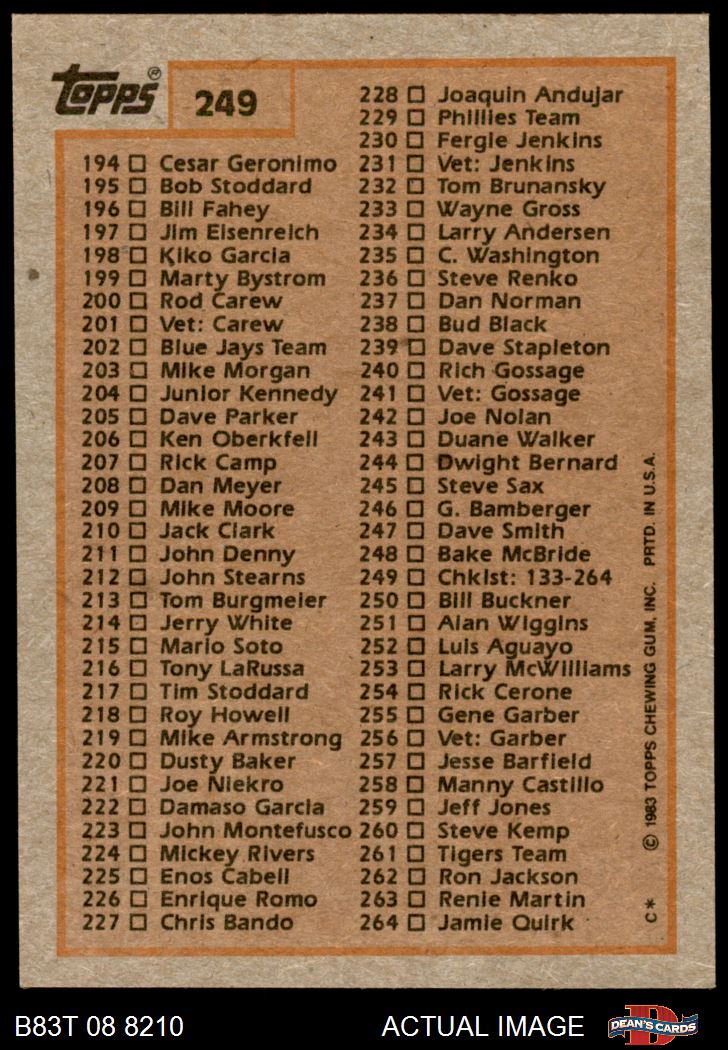 Topps®
249
194 ☐ Cesar Geronimo
195 ☐ Bob Stoddard
196 ☐ Bill Fahey
197 ☐ Jim Eisenreich
198 ☐ Kiko Garcia
199 ☐ Marty Bystrom
200 ☐ Rod Carew
201 ☐ Vet: Carew
202 ☐ Blue Jays Team
203 ☐ Mike Morgan
204 ☐ Junior Kennedy
205 ☐ Dave Parker
206 ☐ Ken Oberkfell
207 ☐ Rick Camp
208 ☐ Dan Meyer
209 ☐ Mike Moore
210 ☐ Jack Clark
211 ☐ John Denny
212 ☐ John Stearns
213 ☐ Tom Burgmeier
214 ☐ Jerry White
215 ☐ Mario Soto
216 ☐ Tony LaRussa
217 ☐ Tim Stoddard
218 ☐ Roy Howell
219 ☐ Mike Armstrong
220 ☐ Dusty Baker
221 ☐ Joe Niekro
222 ☐ Damaso Garcia
223 ☐ John Montefusco
224 ☐ Mickey Rivers
225 ☐ Enos Cabell
226 ☐ Enrique Romo
227 ☐ Chris Bando
228 ☐ Joaquin Andujar
229 ☐ Phillies Team
230 ☐ Fergie Jenkins
231 ☐ Vet: Jenkins
232 ☐ Tom Brunansky
233 ☐ Wayne Gross
234 ☐ Larry Andersen
235 ☐ C. Washington
236 ☐ Steve Renko
237 ☐ Dan Norman
238 ☐ Bud Black
239 ☐ Dave Stapleton
240 ☐ Rich Gossage
241 ☐ Vet: Gossage
242 ☐ Joe Nolan
243 ☐ Duane Walker
244 ☐ Dwight Bernard
245 ☐ Steve Sax
246 ☐ G. Bamberger
247 ☐ Dave Smith
248 ☐ Bake McBride
249 ☐ Chklst: 133-264
250 ☐ Bill Buckner
251 ☐ Alan Wiggins
252 ☐ Luis Aguayo
253 ☐ Larry McWilliams
254 ☐ Rick Cerone
255 ☐ Gene Garber
256 ☐ Vet: Garber
257 ☐ Jesse Barfield
258 ☐ Manny Castillo
259 ☐ Jeff Jones
260 ☐ Steve Kemp
261 ☐ Tigers Team
262 ☐ Ron Jackson
263 ☐ Renie Martin
264 ☐ Jamie Quirk
C* © 1983 TOPPS CHEWING GUM, INC. PRTD. IN U.S.A.
B83T 08 8210 ACTUAL IMAGE
D
DEAN'S CARDS